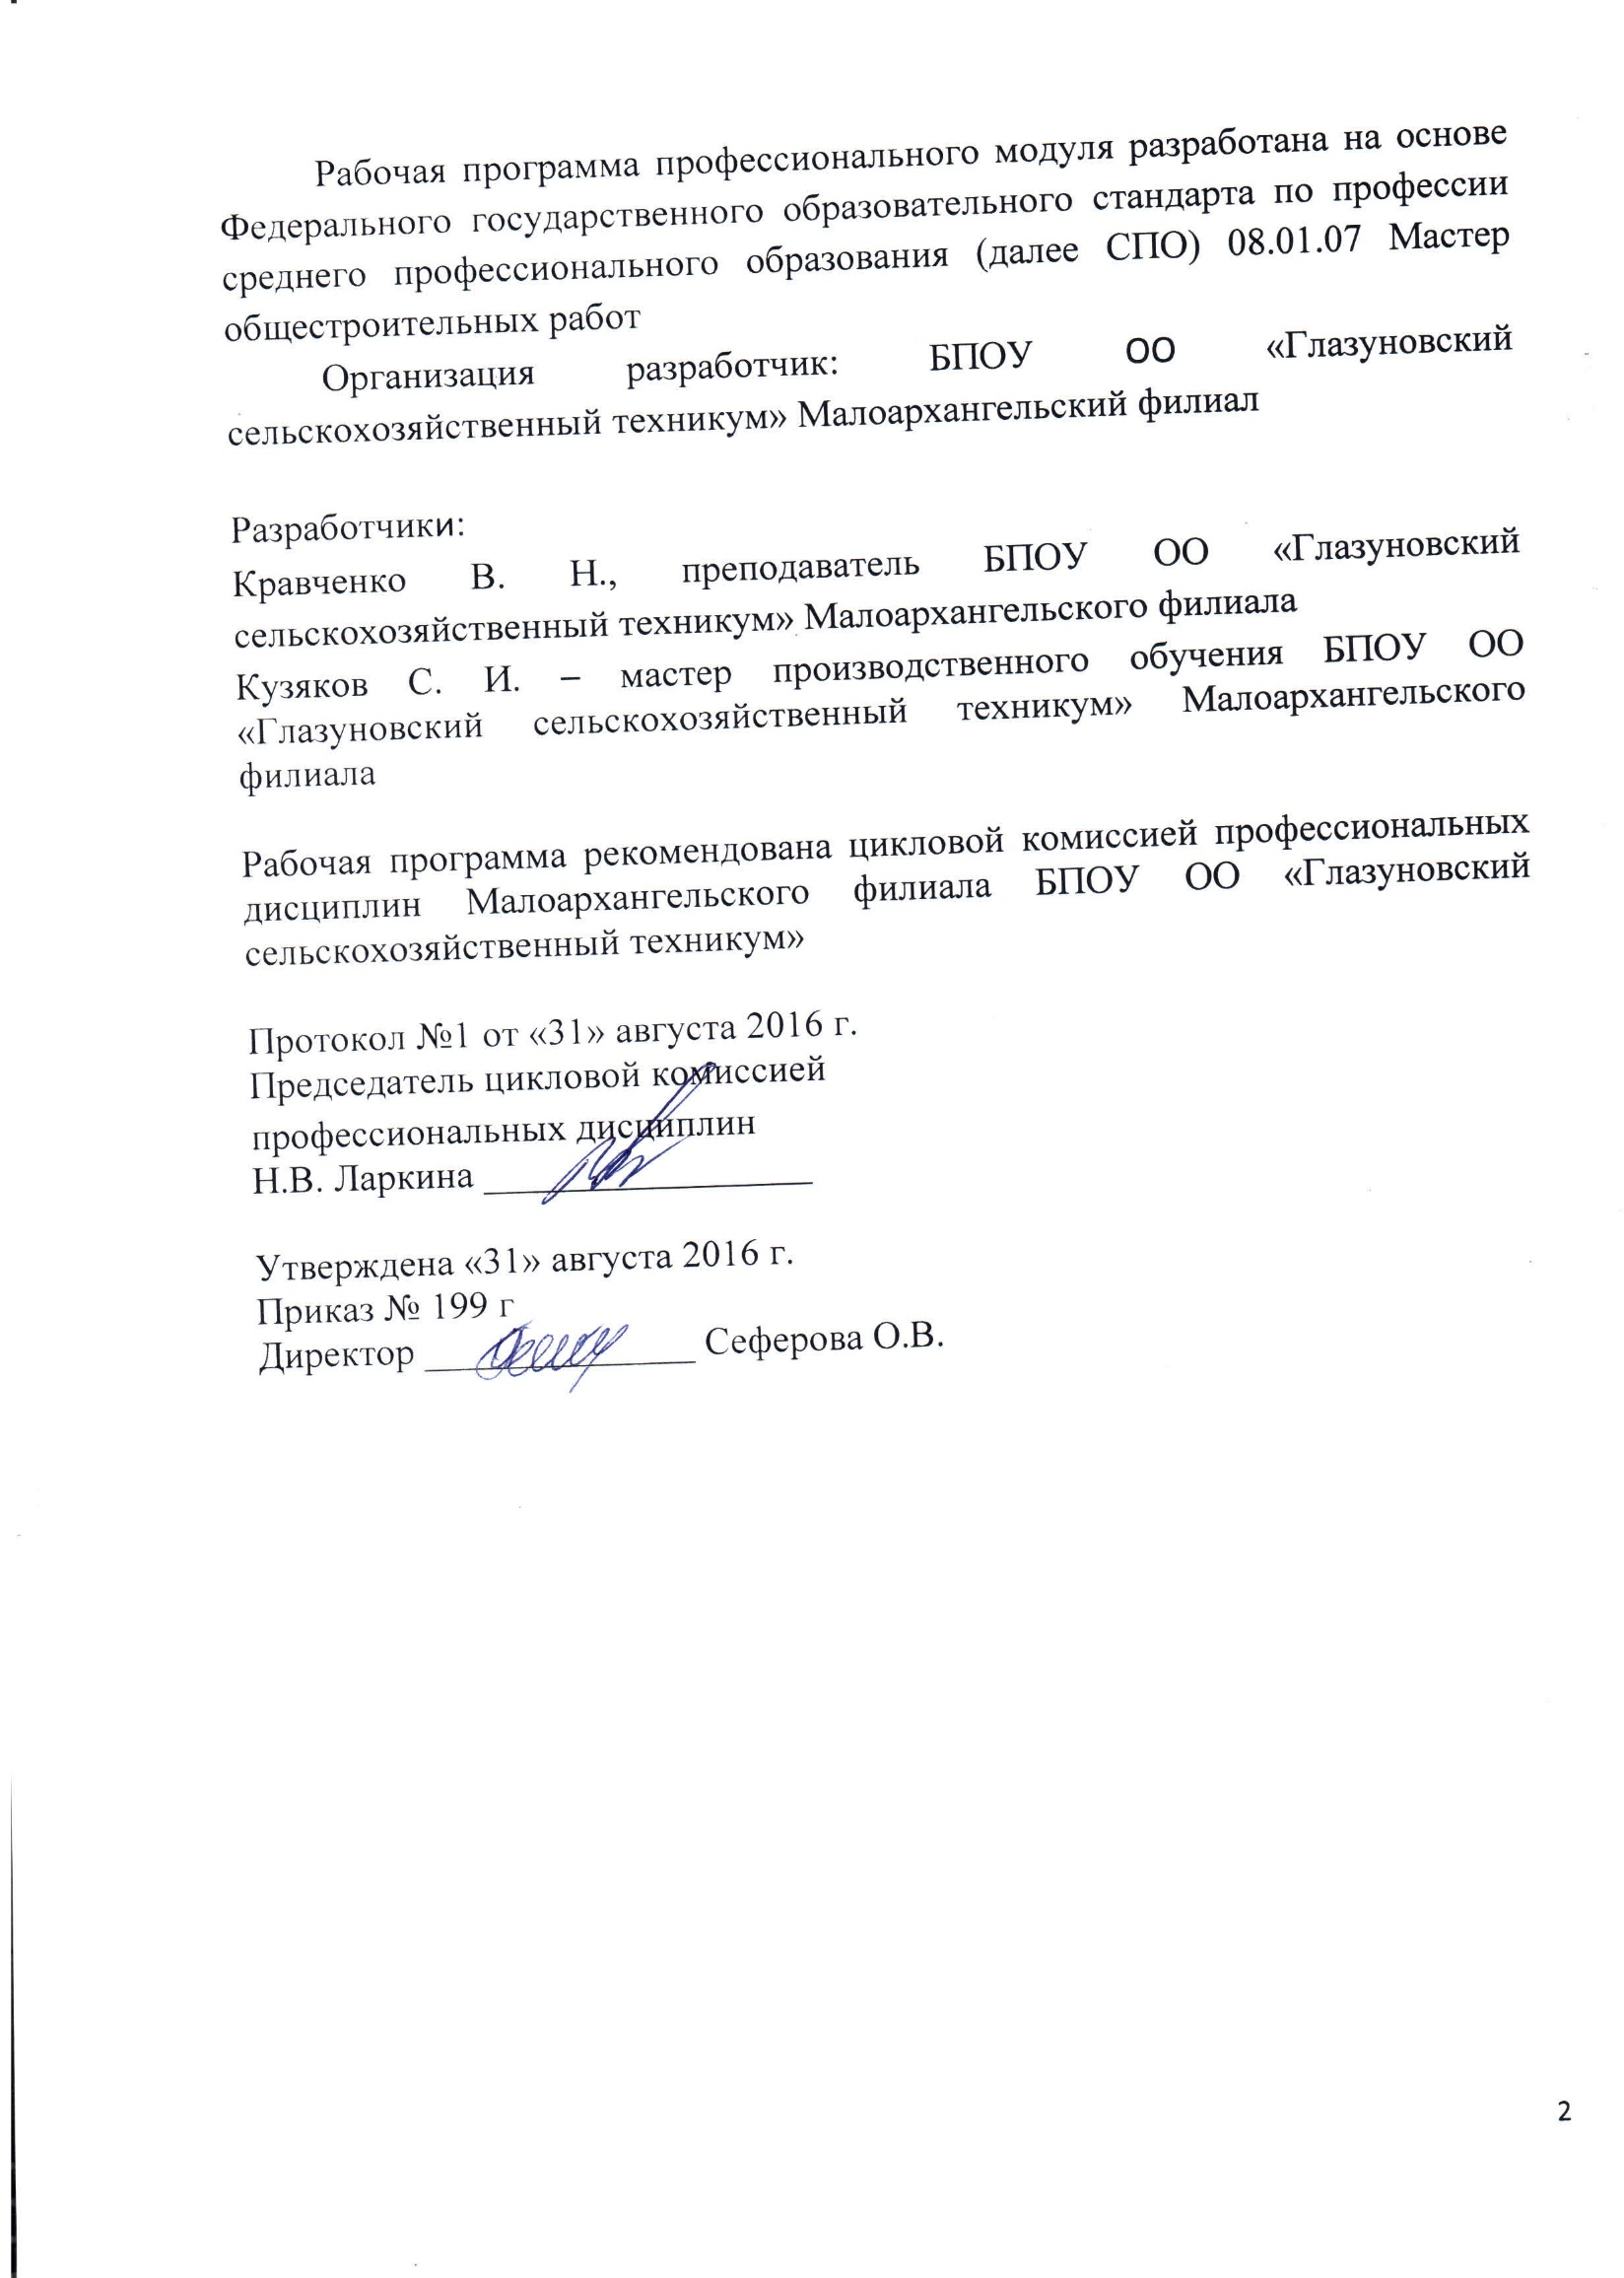 Рабочая программа профессионального модуля разработана на основе
Федерального государственного образовательного стандарта по профессии
среднего профессионального образования (далее СПО) 08.01.07 Мастер
общестроительных работ
Организация разработчик: БПОУ ОО «Глазуновский
сельскохозяйственный техникум» Малоархангельский филиал
Разработчики:
Кравченко В. Н., преподаватель БПОУ ОО «Глазуновский
сельскохозяйственный техникум» Малоархангельского филиала
Кузяков С. И. – мастер производственного обучения БПОУ ОО
«Глазуновский сельскохозяйственный техникум» Малоархангельского
филиала
Рабочая программа рекомендована цикловой комиссией профессиональных
дисциплин Малоархангельского филиала БПОУ ОО «Глазуновский
сельскохозяйственный техникум»
Протокол №1 от «31» августа 2016 г.
Председатель цикловой комиссией
профессиональных дисциплин
Н.В. Ларкина
Утверждена «31» августа 2016 г.
Приказ № 199 г
Директор Сеферова О.В.
2